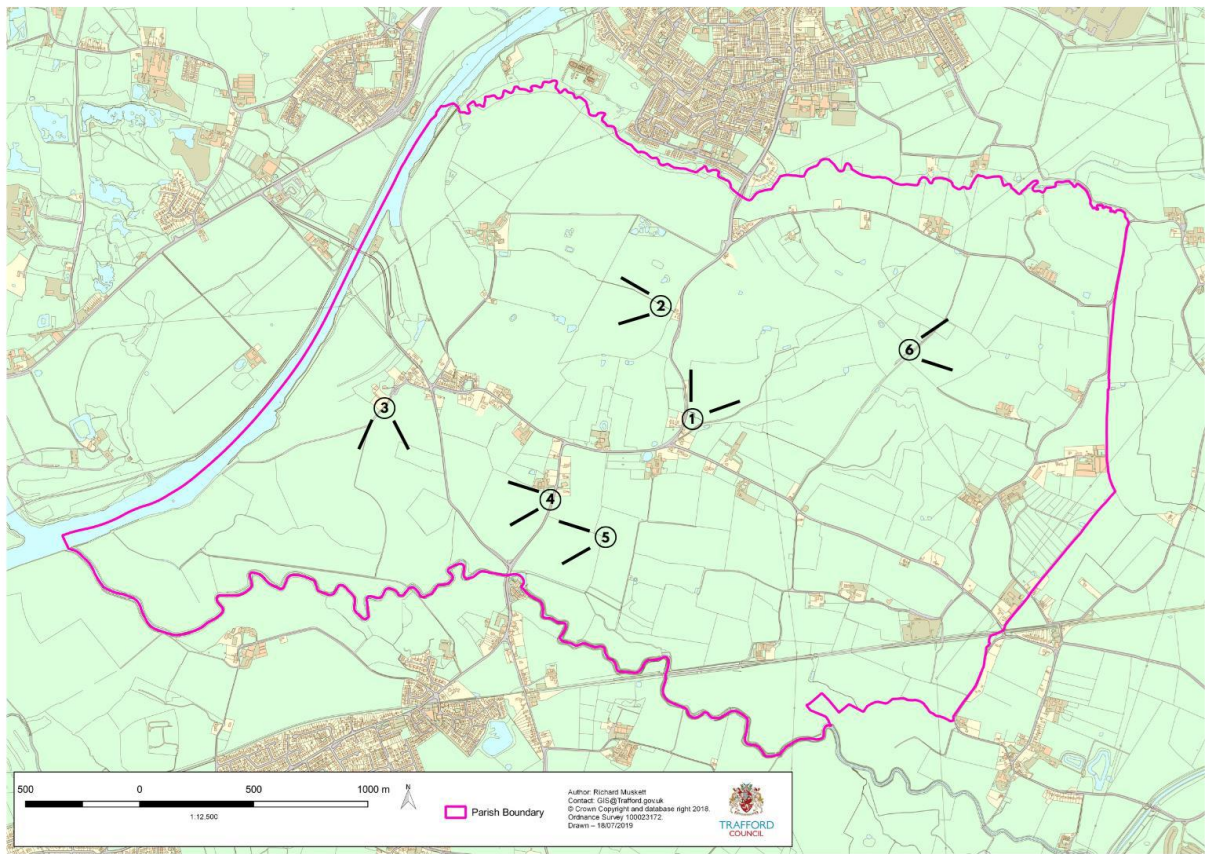 2
6
1
3
4
5
500 0 500 1000 m
1:12,500
N
Parish Boundary
Author: Richard Muskett
Contact: GIS@Trafford.gov.uk
© Crown Copyright and database right 2018.
Ordnance Survey 100023172.
Drawn – 18/07/2019
TRAFFORD
COUNCIL